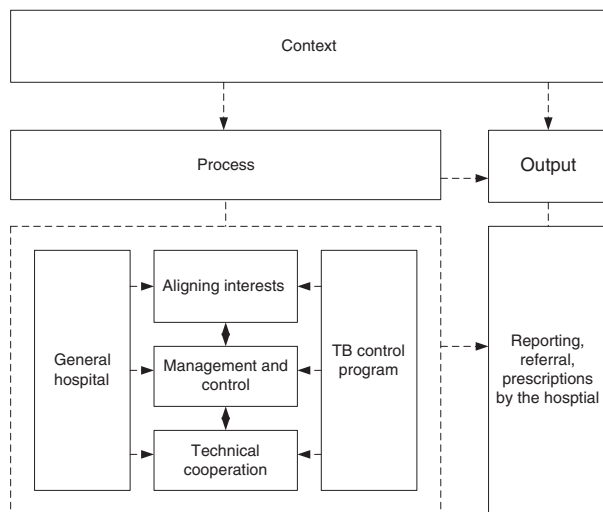 Context
Process
Output
Aligning interests
General
hospital
Management and
control
TB control
program
Technical
cooperation
Reporting,
referral,
prescriptions
by the hosptial